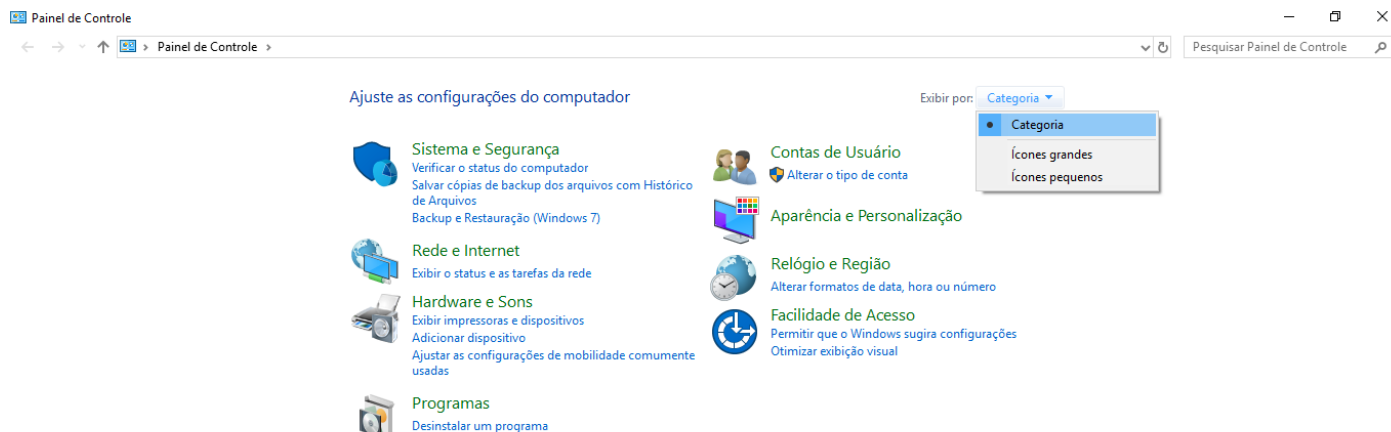 Painel de Controle
Painel de Controle
Pesquisar Painel de Controle
Ajuste as configurações do computador
Exibir por:
Categoria
Categoria
Ícones grandes
Ícones pequenos
Sistema e Segurança
Verificar o status do computador
Salvar cópias de backup dos arquivos com Histórico
de Arquivos
Backup e Restauração (Windows 7)
Rede e Internet
Exibir o status e as tarefas da rede
Hardware e Sons
Exibir impressoras e dispositivos
Adicionar dispositivo
Ajustar as configurações de mobilidade comumente
usadas
Programas
Desinstalar um programa
Contas de Usuário
Alterar o tipo de conta
Aparência e Personalização
Relógio e Região
Alterar formatos de data, hora ou número
Facilidade de Acesso
Permitir que o Windows sugira configurações
Otimizar exibição visual